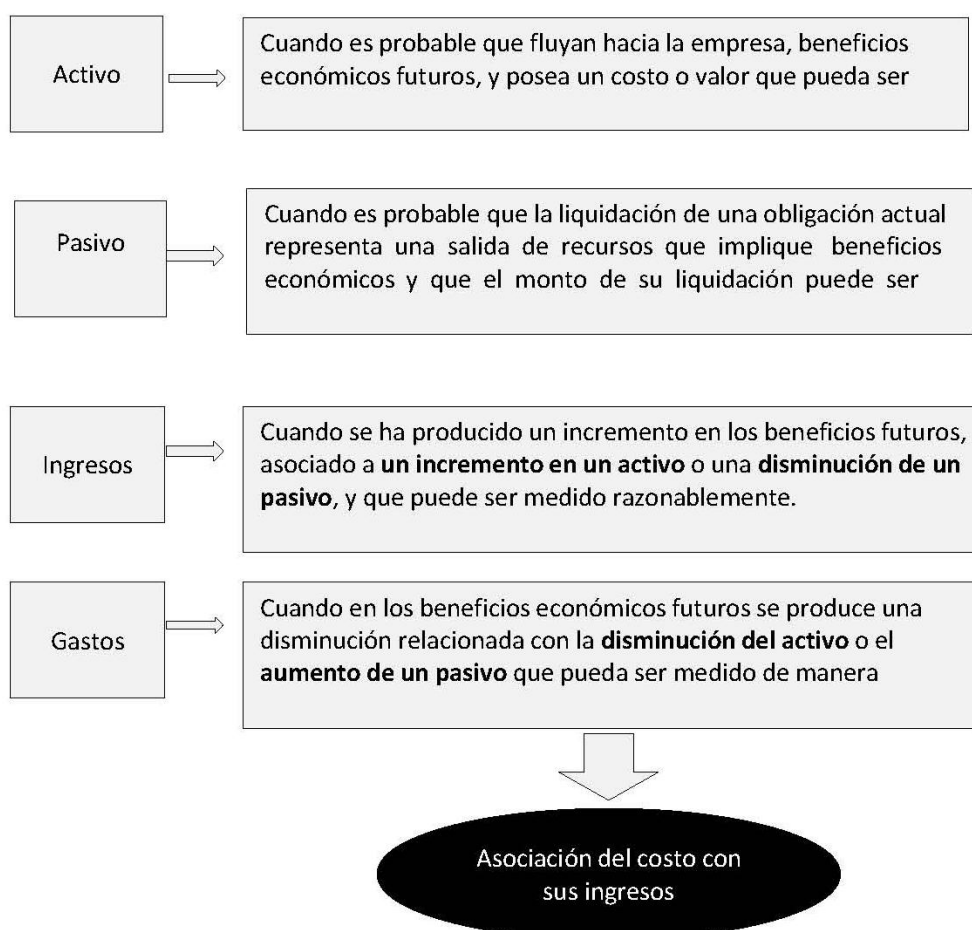 Activo
Cuando es probable que fluyan hacia la empresa, beneficios
económicos futuros, y posea un costo o valor que pueda ser
Pasivo
Cuando es probable que la liquidación de una obligación actual
representa una salida de recursos que implique beneficios
económicos y que el monto de su liquidación puede ser
Ingresos
Cuando se ha producido un incremento en los beneficios futuros,
asociado a un incremento en un activo o una disminución de un
pasivo, y que puede ser medido razonablemente.
Gastos
Cuando en los beneficios económicos futuros se produce una
disminución relacionada con la disminución del activo o el
aumento de un pasivo que pueda ser medido de manera
Asociación del costo con
sus ingresos